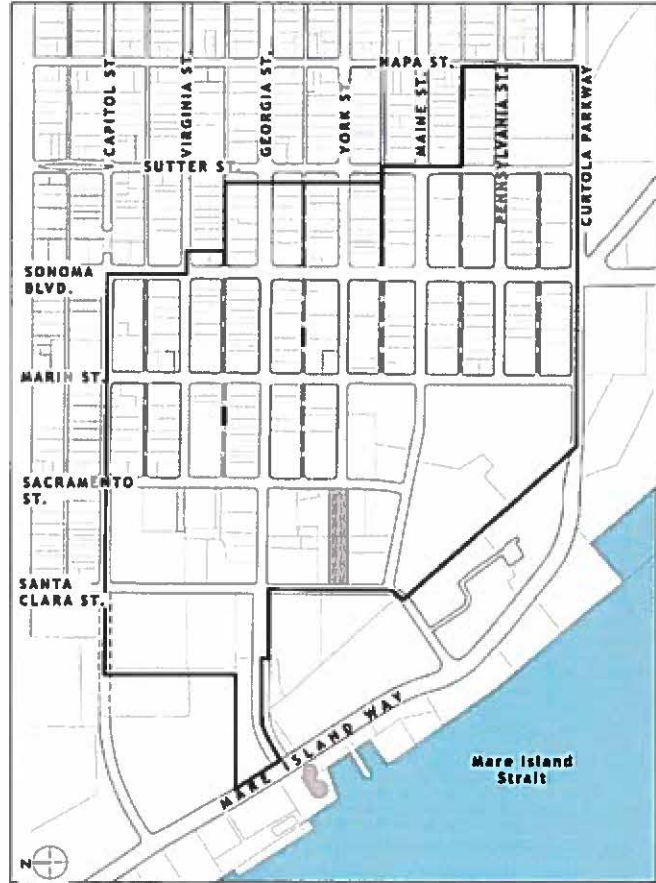 NAPA ST.
CAPITOL ST.
VIRGINIA ST.
GEORGIA ST.
YORK ST.
MAINE ST.
PENNSYLVANIA ST.
CURTOLA PARKWAY
SUTTER ST.
SONOMA
BLVD.
MARIN ST.
SACRAMENTO
ST.
SANTA
CLARA ST.
MARE ISLAND WAY
Mare Island
Strait
N